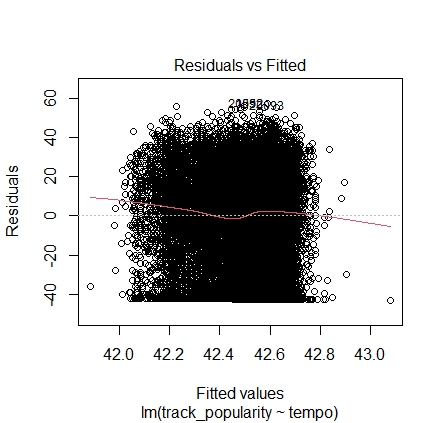 Residuals vs Fitted
60
40
20
0
-20
-40
Residuals
42.0 42.2 42.4 42.6 42.8 43.0
Fitted values
lm(track_popularity ~ tempo)